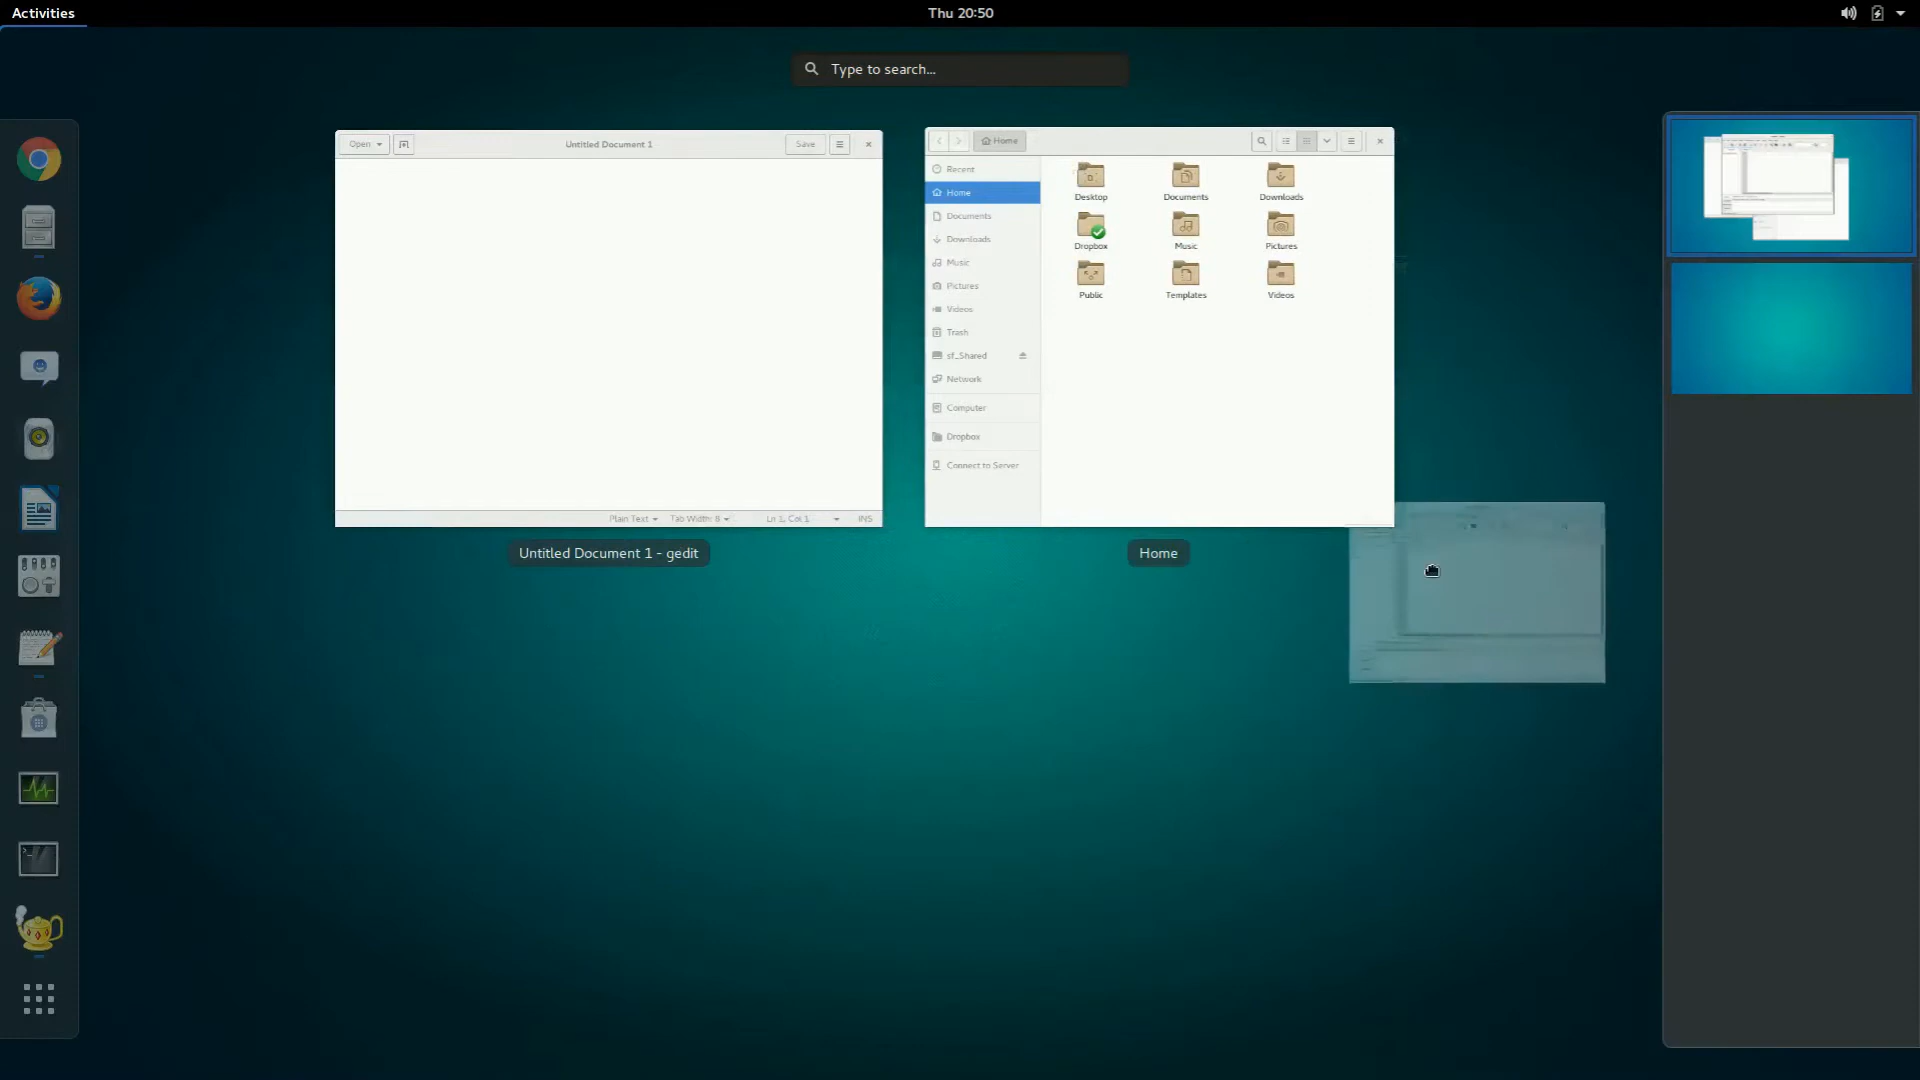 Activities
Thu 20:50
Type to search...
Open
Untitled Document 1
Save
Plain Text
Tab Width: 8
Ln 1, Col 1
INS
Untitled Document 1 - gedit
Home
Recent
Home
Documents
Downloads
Music
Pictures
Videos
Trash
sf_Shared
Network
Computer
Dropbox
Connect to Server
Desktop
Documents
Downloads
Dropbox
Music
Pictures
Public
Templates
Videos
Home